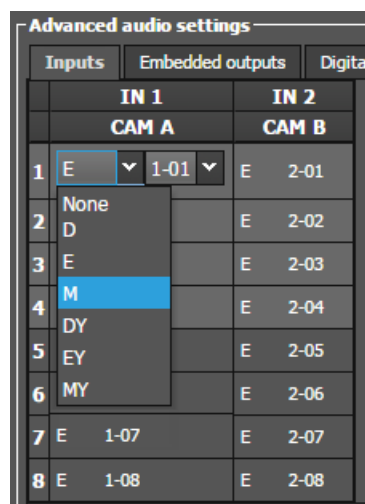 Advanced audio settings
Inputs Embedded outputs Digita
IN 1 IN 2
CAM A CAM B
1 E 1-01 E 2-01
None
2 D E 2-02
3 E E 2-03
4 M E 2-04
DY
5 EY E 2-05
6 MY E 2-06
7 E 1-07 E 2-07
8 E 1-08 E 2-08